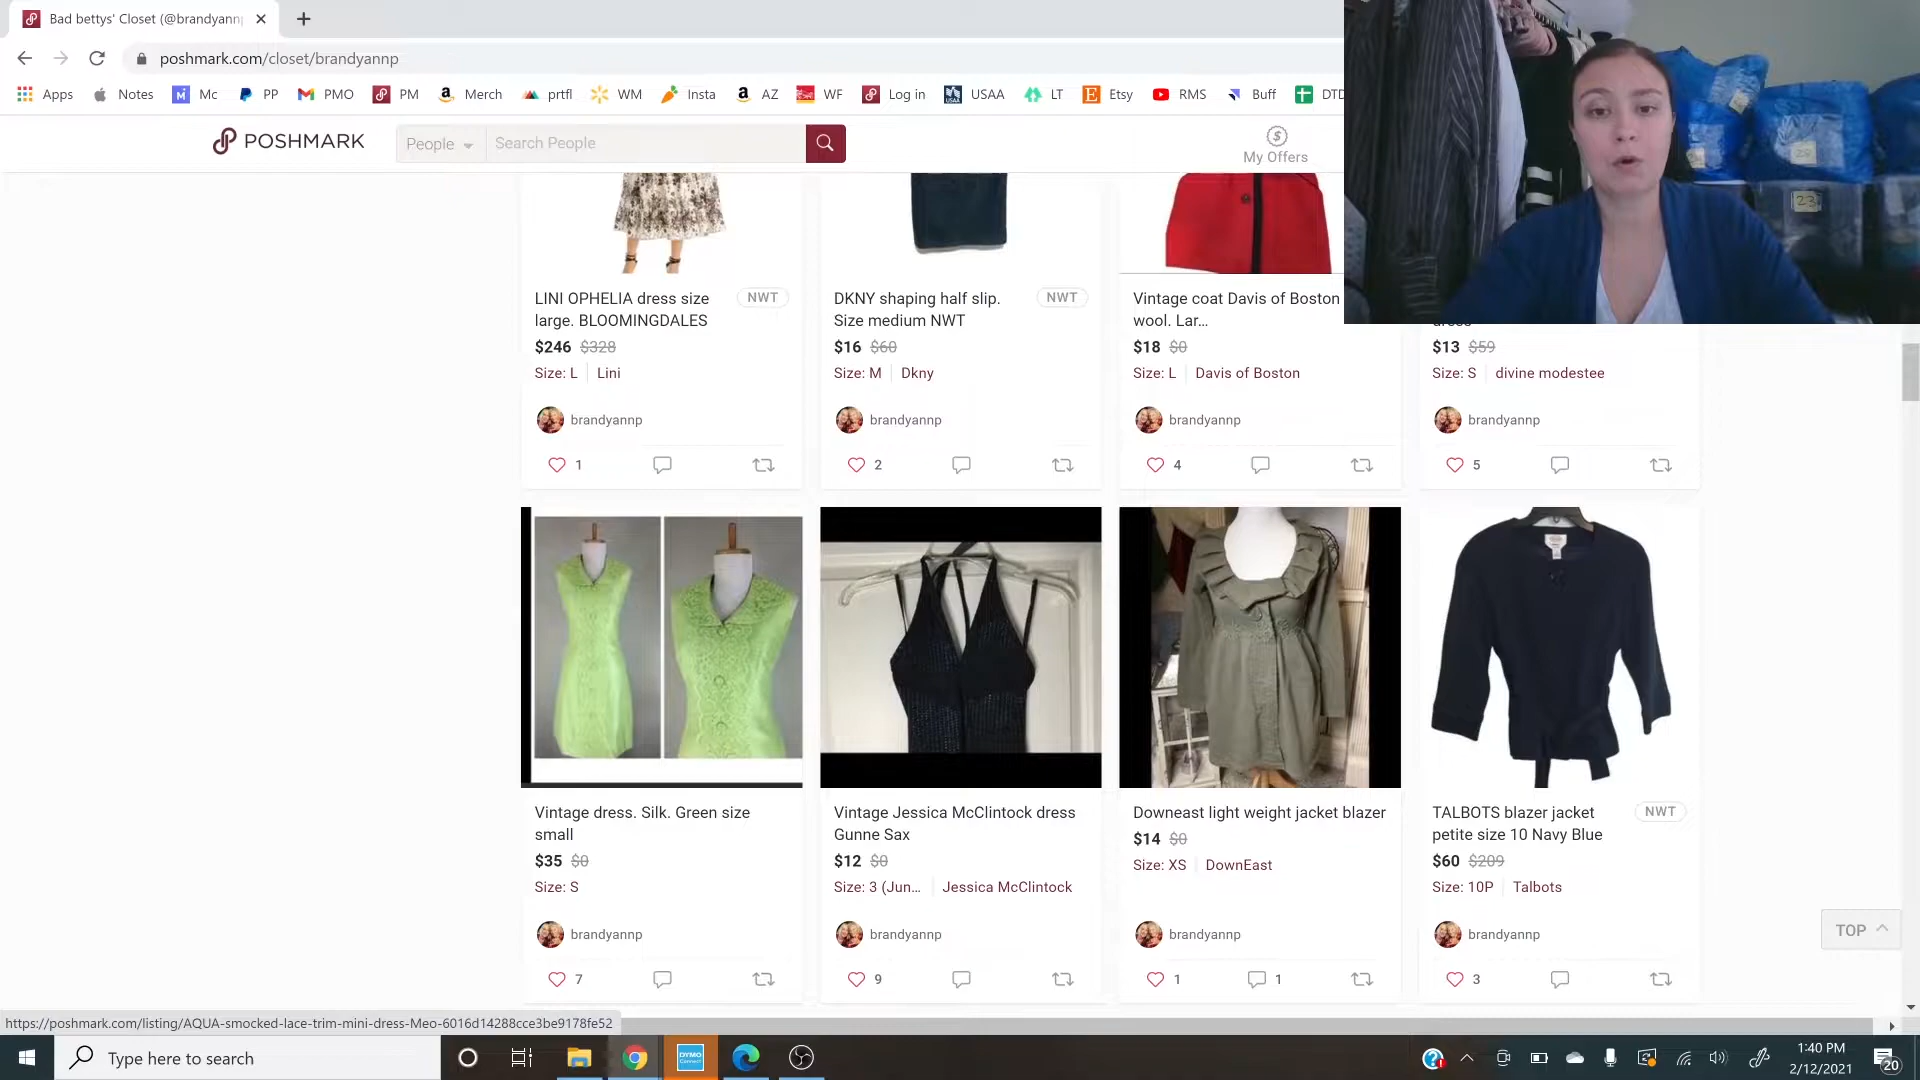 Bad bettys' Closet (@brandyann
poshmark.com/closet/brandyannp
Apps Notes Mc PP PMO PM Merch prtfl WM Insta AZ WF Log in USAA LT Etsy RMS Buff DTD
POSHMARK People Search People My Offers
LINI OPHELIA dress size
large. BLOOMINGDALES
NWT
$246 $328
Size: L Lini
brandyannp
1
DKNY shaping half slip.
Size medium NWT
NWT
$16 $60
Size: M Dkny
brandyannp
2
Vintage coat Davis of Boston
wool. Lar...
$18 $0
Size: L Davis of Boston
brandyannp
4
$13 $59
Size: S divine modestee
brandyannp
5
Vintage dress. Silk. Green size
small
$35 $0
Size: S
brandyannp
7
Vintage Jessica McClintock dress
Gunne Sax
$12 $0
Size: 3 (Jun... Jessica McClintock
brandyannp
9
Downeast light weight jacket blazer
$14 $0
Size: XS DownEast
brandyannp
1 1
TALBOTS blazer jacket
petite size 10 Navy Blue
NWT
$60 $209
Size: 10P Talbots
brandyannp
3
TOP
23
https://poshmark.com/listing/AQUA-smocked-lace-trim-mini-dress-Meo-6016d14288cce3be9178fe52
Type here to search
DYMO
Connect
1:40 PM
2/12/2021
20